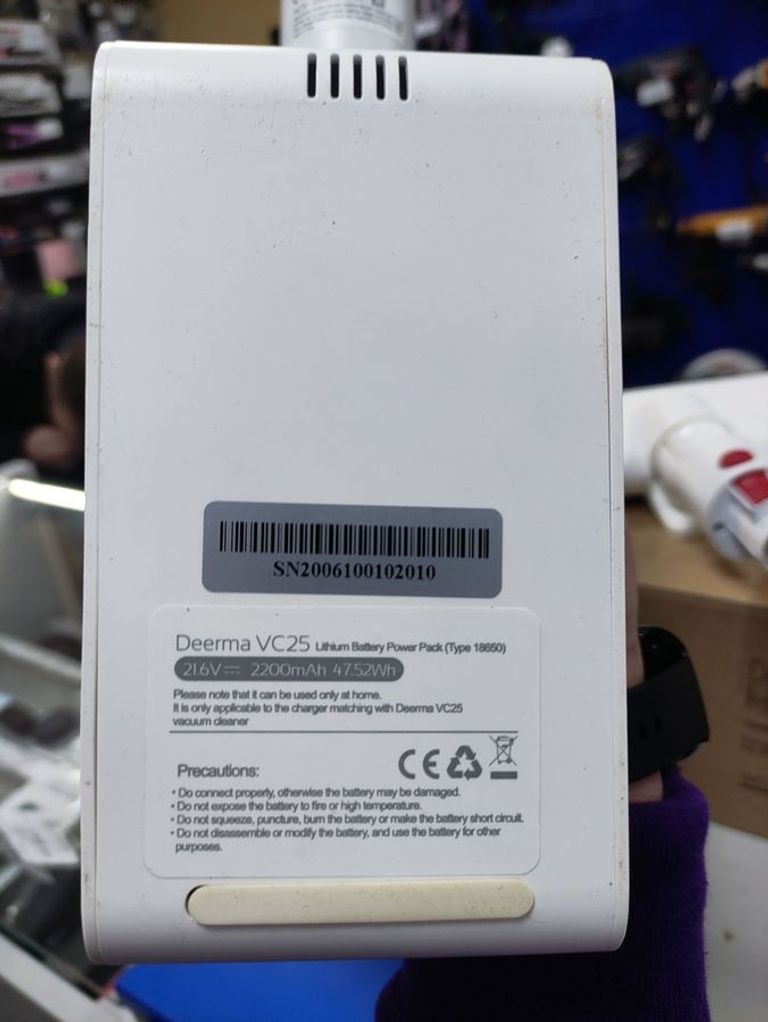 SN2006100102010
Deerma VC25 Lithium Battery Power Pack (Type 18650)
21.6V⎓ 2200mAh 47.52Wh
Please note that it can be used only at home.
It is only applicable to the charger matching with Deerma VC25
vacuum cleaner
Precautions:
CE
• Do connect properly, otherwise the battery may be damaged.
• Do not expose the battery to fire or high temperature.
• Do not squeeze, puncture, burn the battery or make the battery short circuit.
• Do not disassemble or modify the battery, and use the battery for other
purposes.